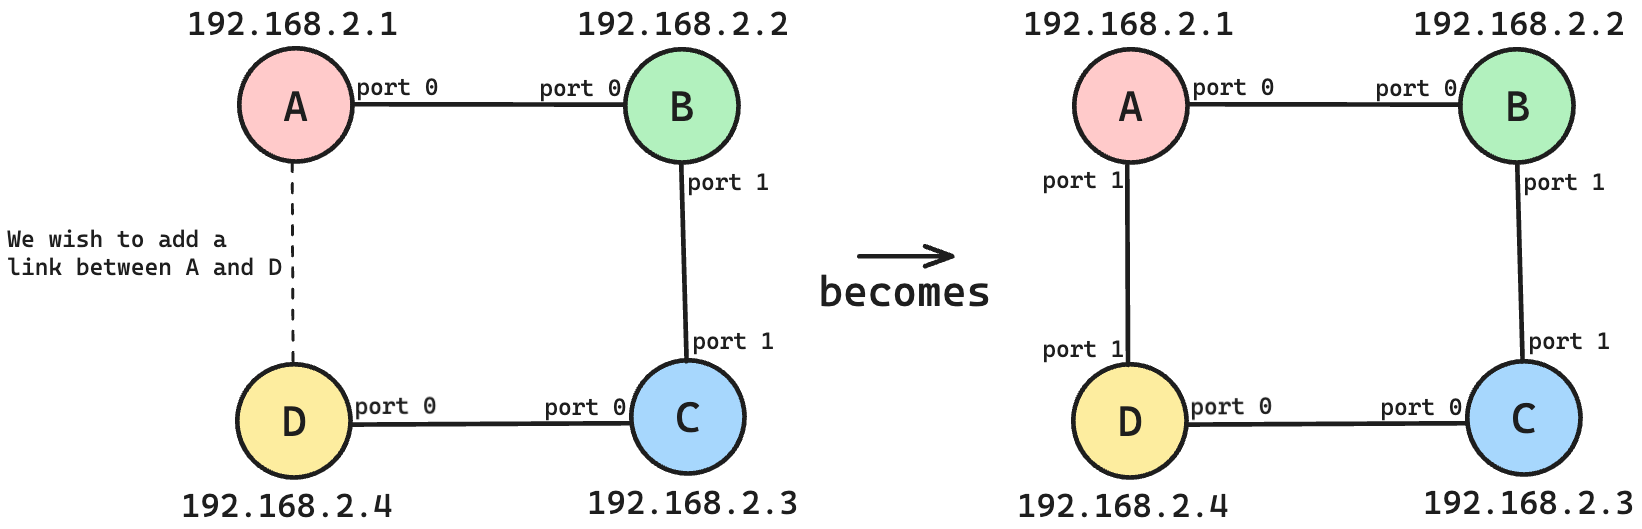 192.168.2.1
192.168.2.2
A
port 0
port 0
B
port 1
We wish to add a
link between A and D
port 1
D
port 0
port 0
C
192.168.2.4
192.168.2.3
becomes
192.168.2.1
192.168.2.2
A
port 0
port 0
B
port 1
port 1
port 1
port 1
D
port 0
port 0
C
192.168.2.4
192.168.2.3